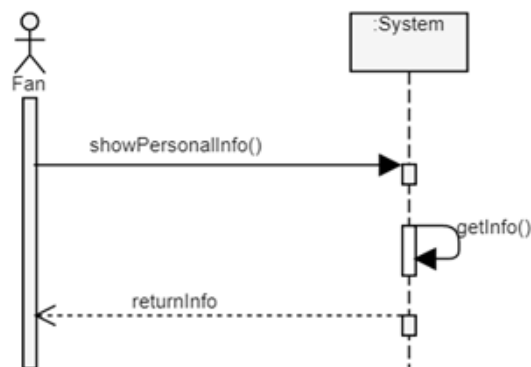 :System
Fan
showPersonalInfo()
getInfo()
returnInfo